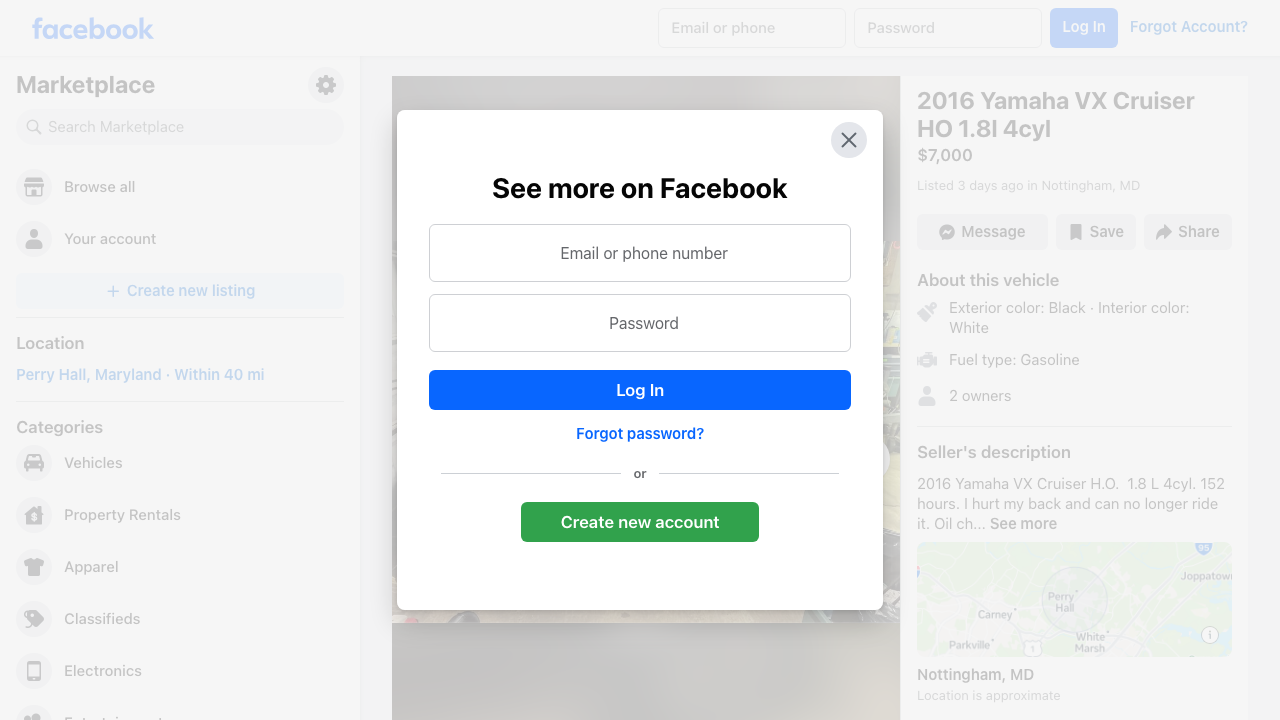 facebook
Email or phone
Password
Log In
Forgot Account?
Marketplace
Search Marketplace
Browse all
Your account
Create new listing
Location
Perry Hall, Maryland · Within 40 mi
Categories
Vehicles
Property Rentals
Apparel
Classifieds
Electronics
See more on Facebook
Email or phone number
Password
Log In
Forgot password?
or
Create new account
2016 Yamaha VX Cruiser
HO 1.8l 4cyl
$7,000
Listed 3 days ago in Nottingham, MD
Message
Save
Share
About this vehicle
Exterior color: Black · Interior color:
White
Fuel type: Gasoline
2 owners
Seller's description
2016 Yamaha VX Cruiser H.O.  1.8 L 4cyl. 152
hours. I hurt my back and can no longer ride
it. Oil ch... See more
95
Joppatow
Perry
Hall
Carney
White
Marsh
Parkville
1
Nottingham, MD
Location is approximate